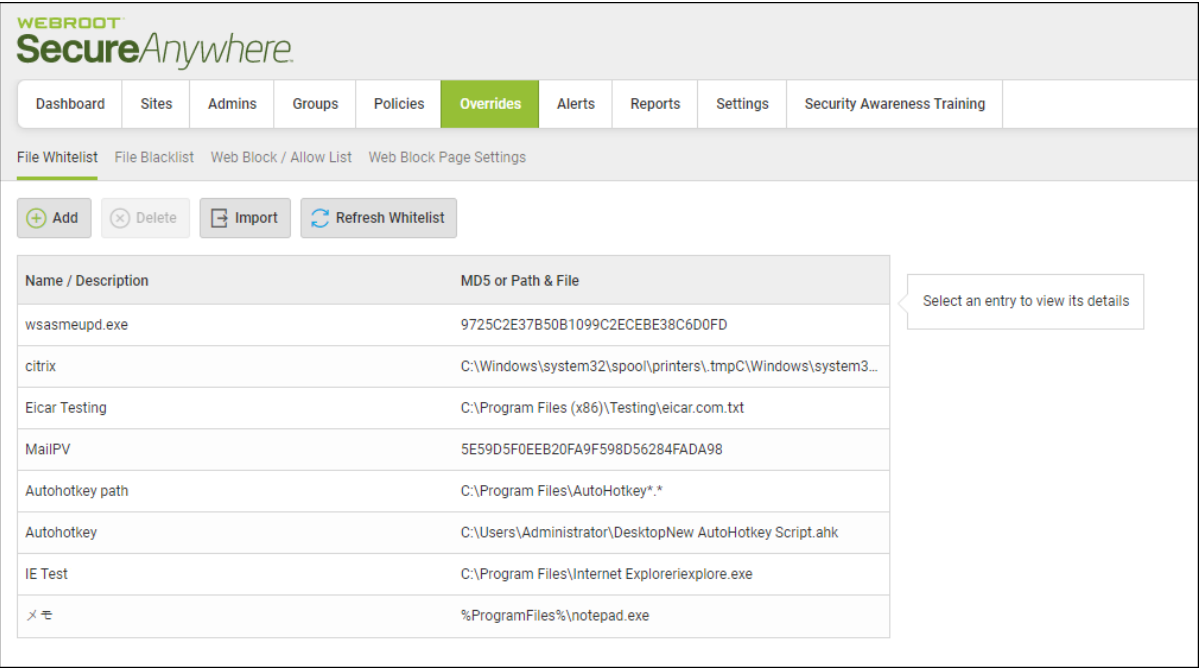 WEBROOT
SecureAnywhere
Dashboard Sites Admins Groups Policies Overrides Alerts Reports Settings Security Awareness Training
File Whitelist File Blacklist Web Block / Allow List Web Block Page Settings
Add Delete Import Refresh Whitelist
Name / Description MD5 or Path & File
Select an entry to view its details
wsasmeupd.exe 9725C2E37B50B1099C2ECEBE38C6D0FD
citrix C:\Windows\system32\spool\printers\.tmpC\Windows\system3...
Eicar Testing C:\Program Files (x86)\Testing\eicar.com.txt
MailPV 5E59D5F0EEB20FA9F598D56284FADA98
Autohotkey path C:\Program Files\AutoHotkey*.*
Autohotkey C:\Users\Administrator\DesktopNew AutoHotkey Script.ahk
IE Test C:\Program Files\Internet Exploreriexplore.exe
メモ %ProgramFiles%\notepad.exe